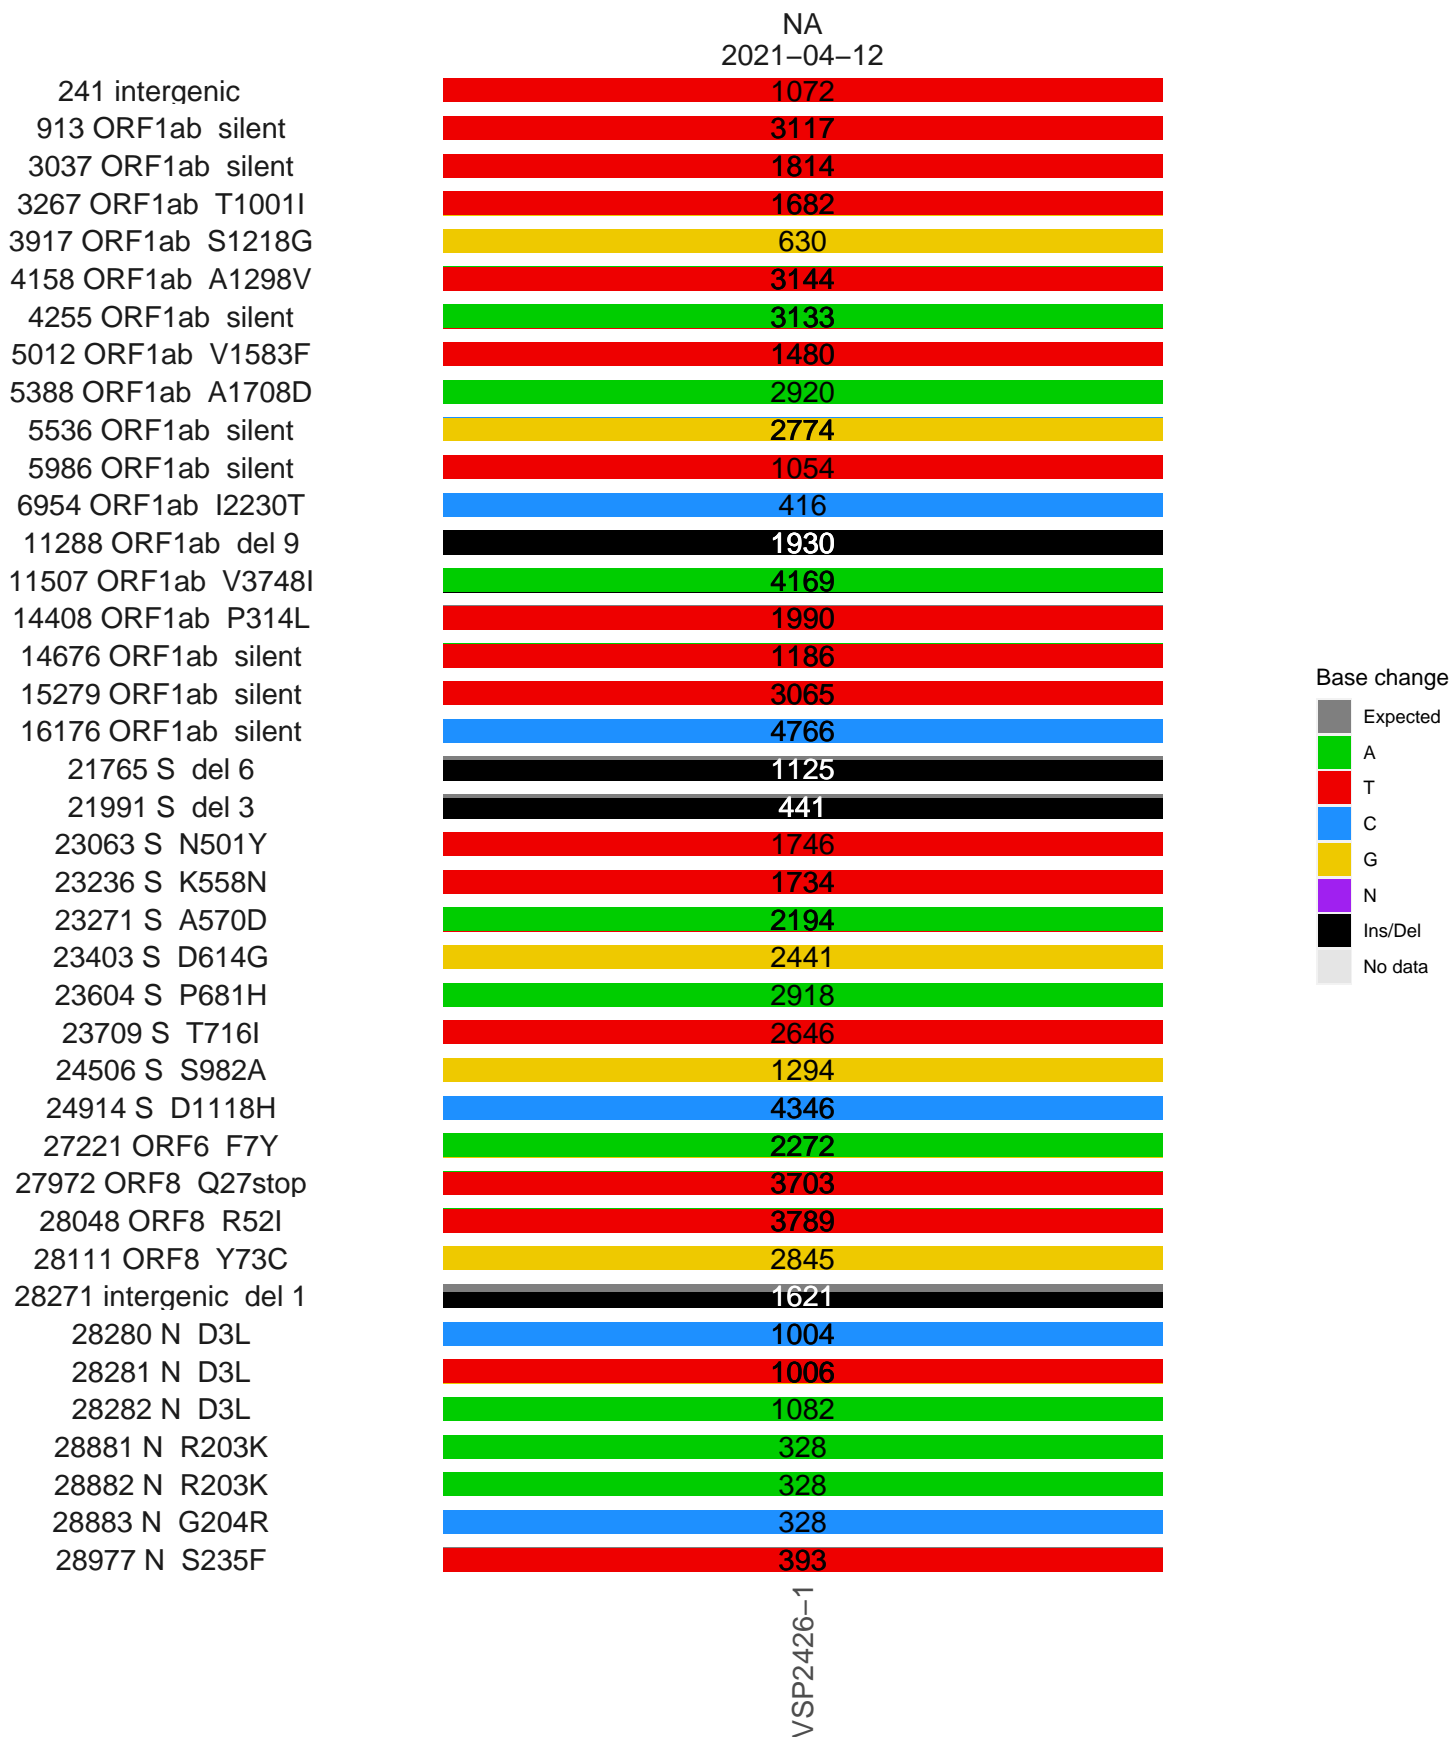 NA
2021–04–12
241 intergenic 1072
913 ORF1ab silent 3117
3037 ORF1ab silent 1814
3267 ORF1ab T1001I 1682
3917 ORF1ab S1218G 630
4158 ORF1ab A1298V 3144
4255 ORF1ab silent 3133
5012 ORF1ab V1583F 1480
5388 ORF1ab A1708D 2920
5536 ORF1ab silent 2774
5986 ORF1ab silent 1054
6954 ORF1ab I2230T 416
11288 ORF1ab del 9 1930
11507 ORF1ab V3748I 4169
14408 ORF1ab P314L 1990
14676 ORF1ab silent 1186
15279 ORF1ab silent 3065
16176 ORF1ab silent 4766
21765 S del 6 1125
21991 S del 3 441
23063 S N501Y 1746
23236 S K558N 1734
23271 S A570D 2194
23403 S D614G 2441
23604 S P681H 2918
23709 S T716I 2646
24506 S S982A 1294
24914 S D1118H 4346
27221 ORF6 F7Y 2272
27972 ORF8 Q27stop 3703
28048 ORF8 R52I 3789
28111 ORF8 Y73C 2845
28271 intergenic del 1 1621
28280 N D3L 1004
28281 N D3L 1006
28282 N D3L 1082
28881 N R203K 328
28882 N R203K 328
28883 N G204R 328
28977 N S235F 393
VSP2426–1
Base change
Expected
A
T
C
G
N
Ins/Del
No data